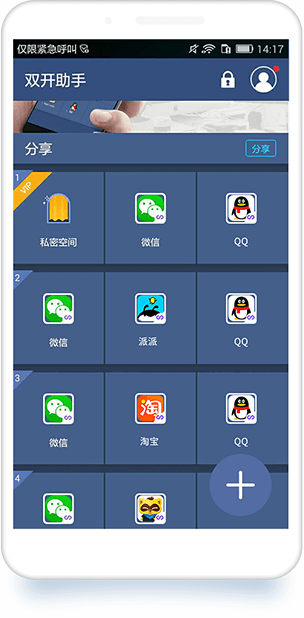 仅限紧急呼叫 14:17
双开助手
分享 分享
1
VIP
私密空间 微信 QQ
2
微信 派派 QQ
3
淘
微信 淘宝 QQ
4